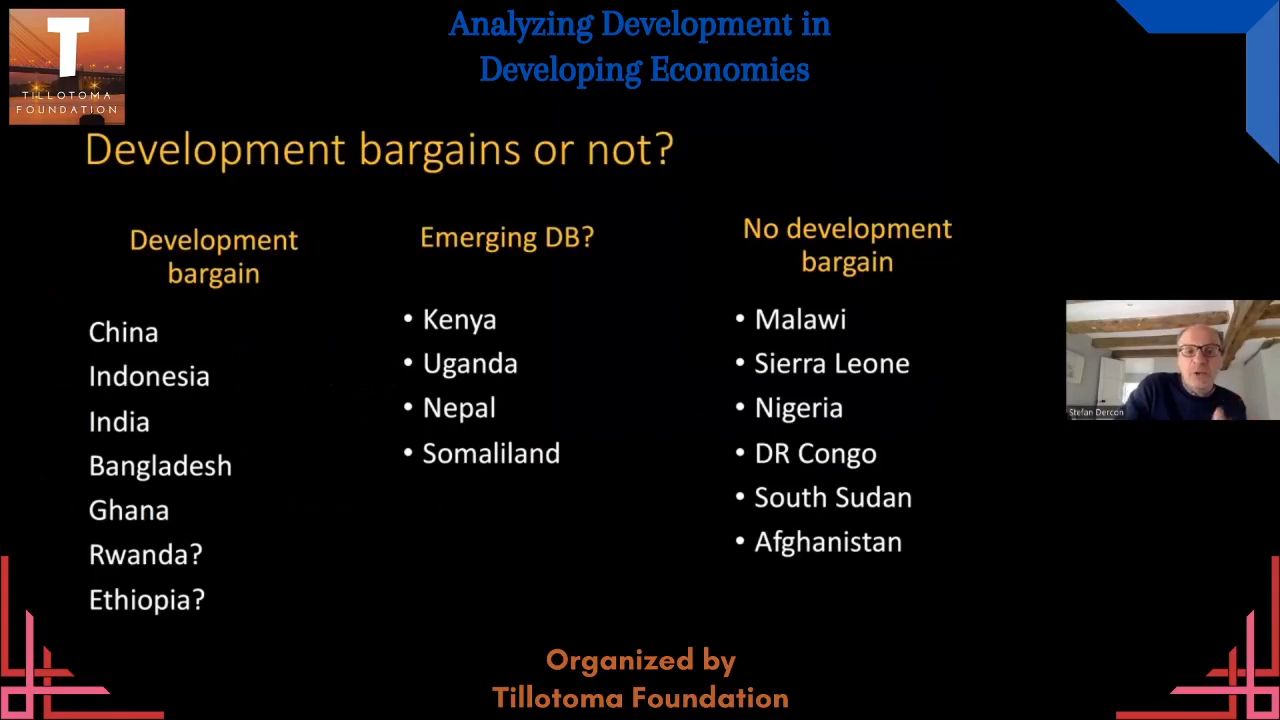 T
TILLOTOMA
FOUNDATION
Analyzing Development in
Developing Economies
Development bargains or not?
Development
bargain
China
Indonesia
India
Bangladesh
Ghana
Rwanda?
Ethiopia?
Emerging DB?
• Kenya
• Uganda
• Nepal
• Somaliland
No development
bargain
• Malawi
• Sierra Leone
• Nigeria
• DR Congo
• South Sudan
• Afghanistan
Stefan Dercon
Organized by
Tillotoma Foundation